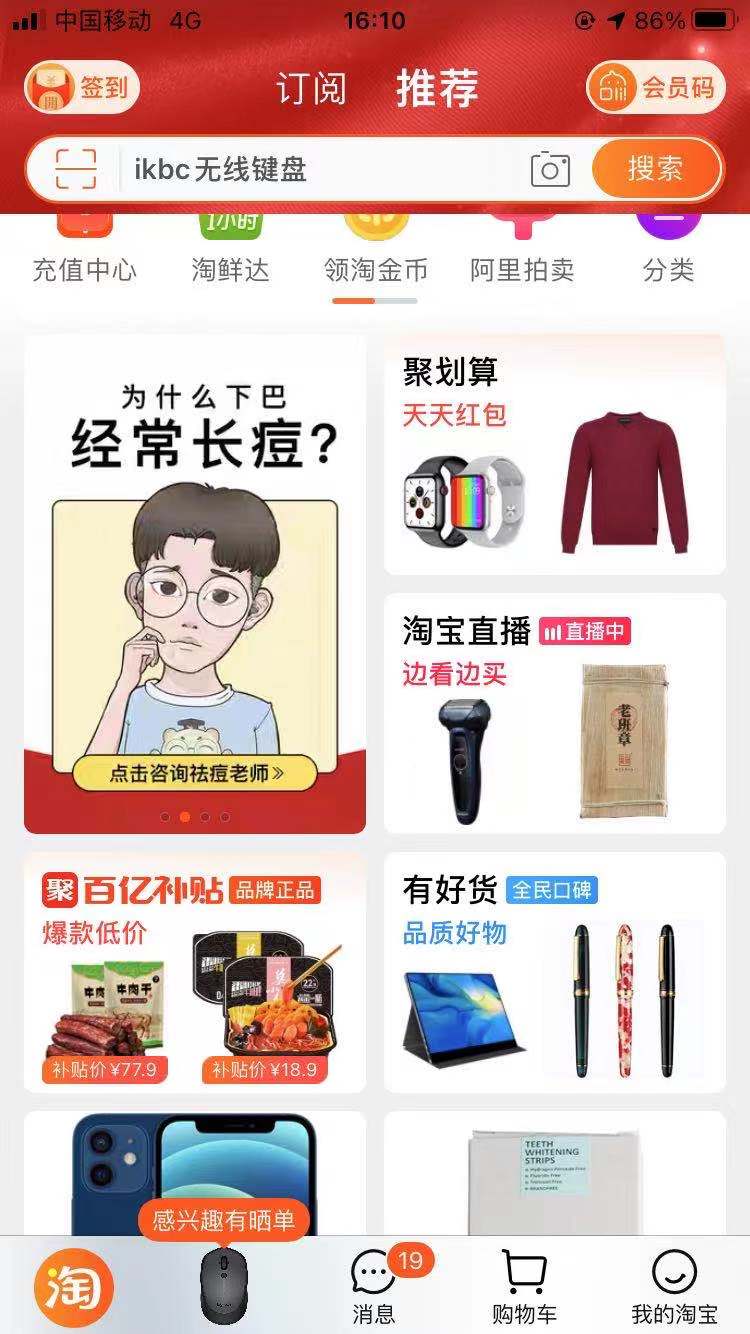 中国移动 4G 16:10 86%
签到 订阅 推荐 会员码
ikbc无线键盘 搜索
1小时
充值中心 淘鲜达 领淘金币 阿里拍卖 分类
为什么下巴
经常长痘?
点击咨询祛痘老师»
聚划算
天天红包
淘宝直播 直播中
边看边买
老班章
聚 百亿补贴 品牌正品
爆款低价
牛肉干 牛肉干
补贴价 ¥77.9 补贴价 ¥18.9
有好货 全民口碑
品质好物
TEETH
WHITENING
STRIPS
感兴趣有晒单
淘 消息 19 购物车 我的淘宝